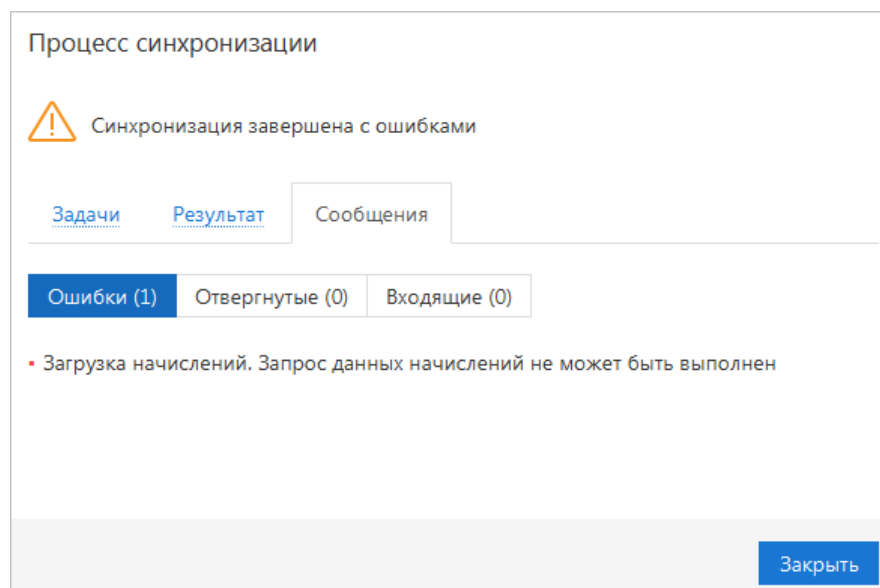 Процесс синхронизации
Синхронизация завершена с ошибками
Задачи Результат Сообщения
Ошибки (1) Отвергнутые (0) Входящие (0)
Загрузка начислений. Запрос данных начислений не может быть выполнен
Закрыть